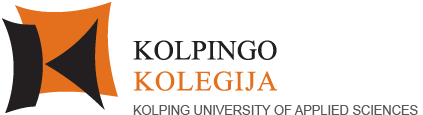 KOLPINGO
KOLEGIJA
KOLPING UNIVERSITY OF APPLIED SCIENCES